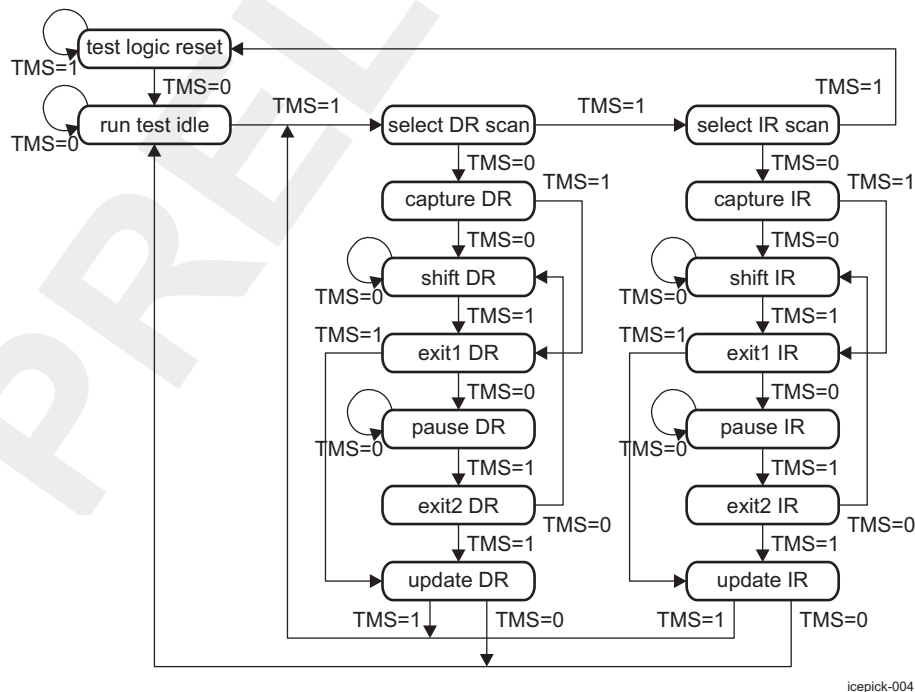 test logic reset
TMS=1
TMS=0
TMS=1
run test idle
TMS=0
TMS=1
select DR scan
TMS=1
select IR scan
TMS=0
TMS=1
TMS=0
TMS=1
capture DR
capture IR
TMS=0
TMS=0
shift DR
shift IR
TMS=0
TMS=0
TMS=1
TMS=1
TMS=1
TMS=1
exit1 DR
exit1 IR
TMS=0
TMS=0
pause DR
pause IR
TMS=0
TMS=0
TMS=1
TMS=1
exit2 DR
exit2 IR
TMS=0
TMS=0
TMS=1
TMS=1
update DR
update IR
TMS=1
TMS=0
TMS=1
TMS=0
icepick-004
PREL